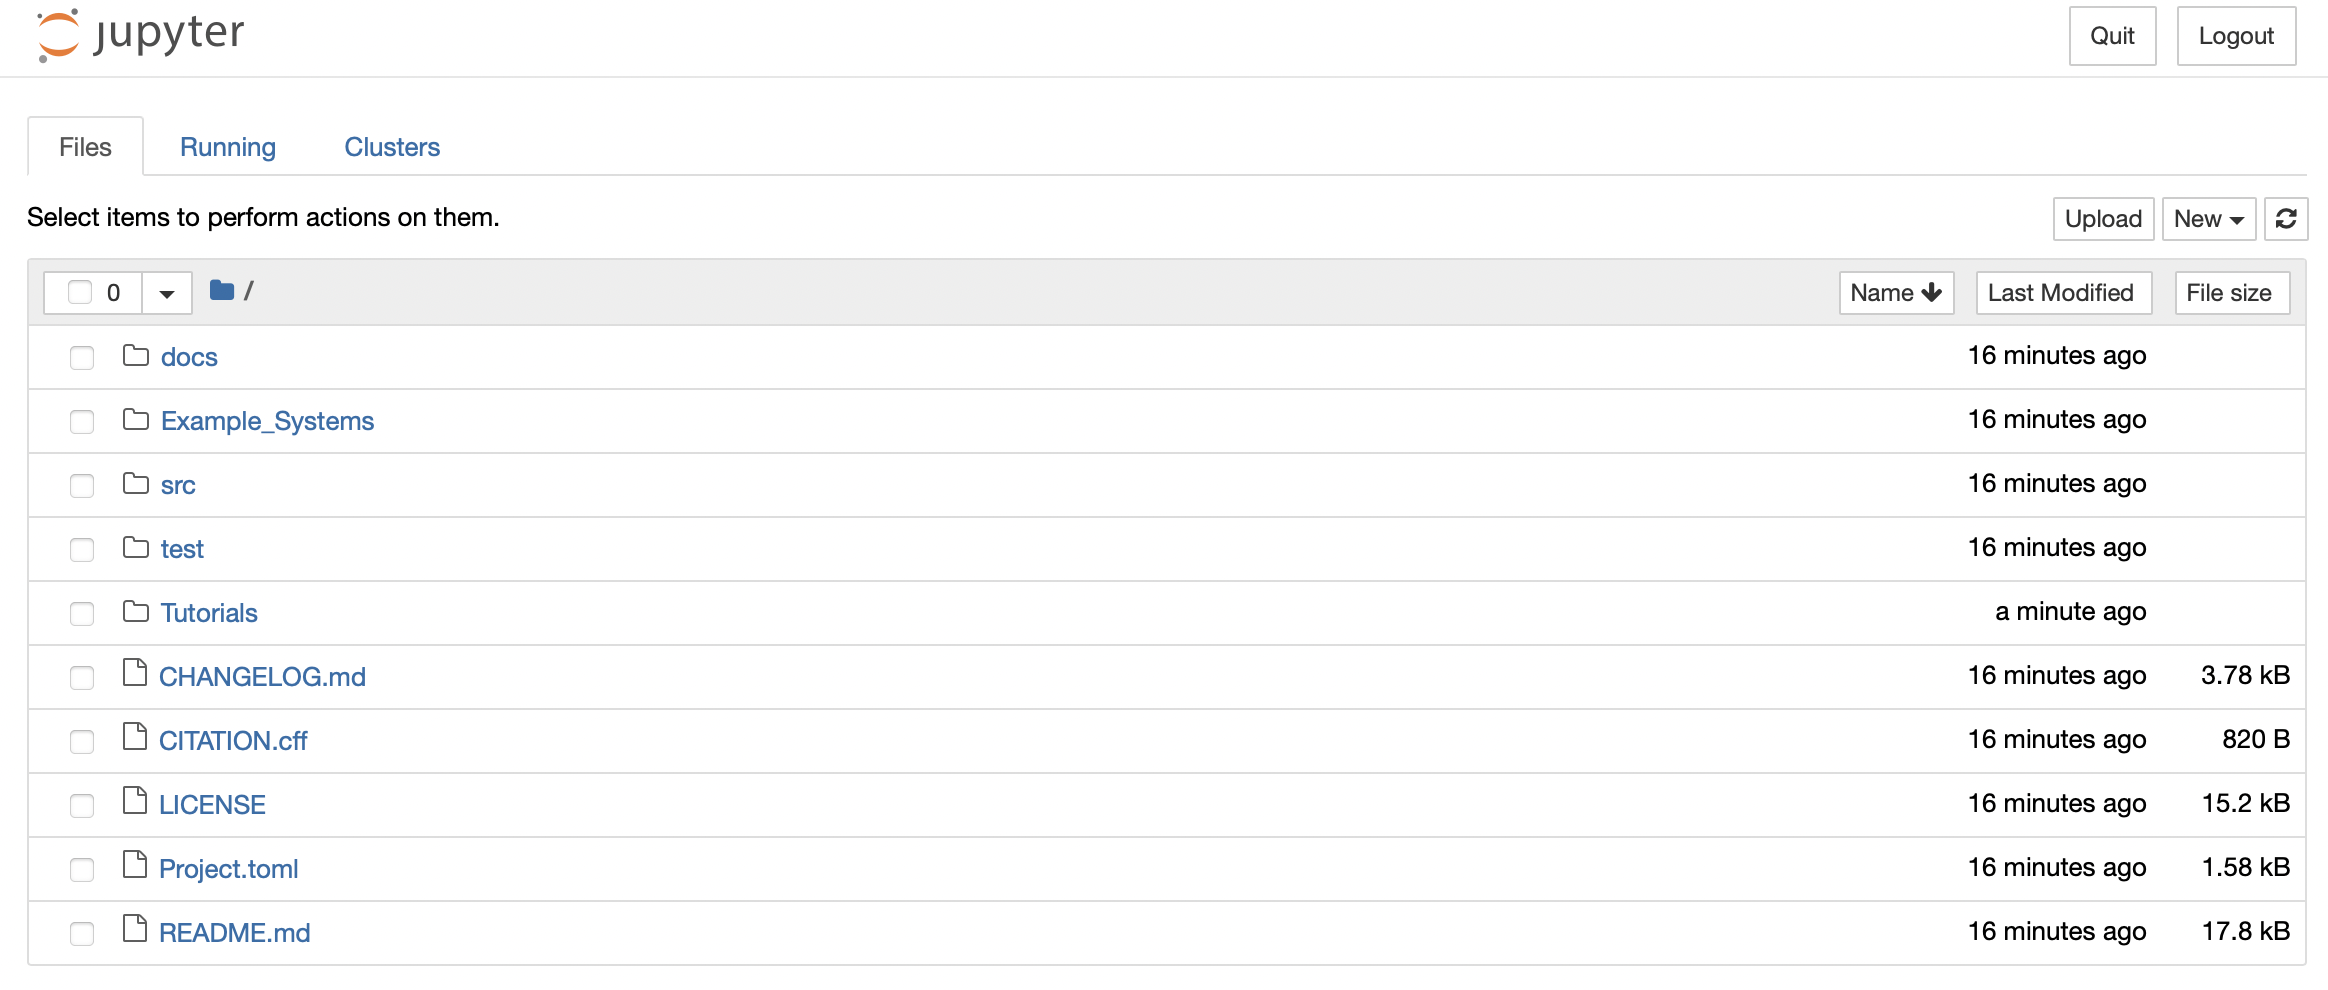 jupyter
Quit
Logout
Files
Running
Clusters
Select items to perform actions on them.
Upload
New
0
/
Name
Last Modified
File size
docs
16 minutes ago
Example_Systems
16 minutes ago
src
16 minutes ago
test
16 minutes ago
Tutorials
a minute ago
CHANGELOG.md
16 minutes ago
3.78 kB
CITATION.cff
16 minutes ago
820 B
LICENSE
16 minutes ago
15.2 kB
Project.toml
16 minutes ago
1.58 kB
README.md
16 minutes ago
17.8 kB